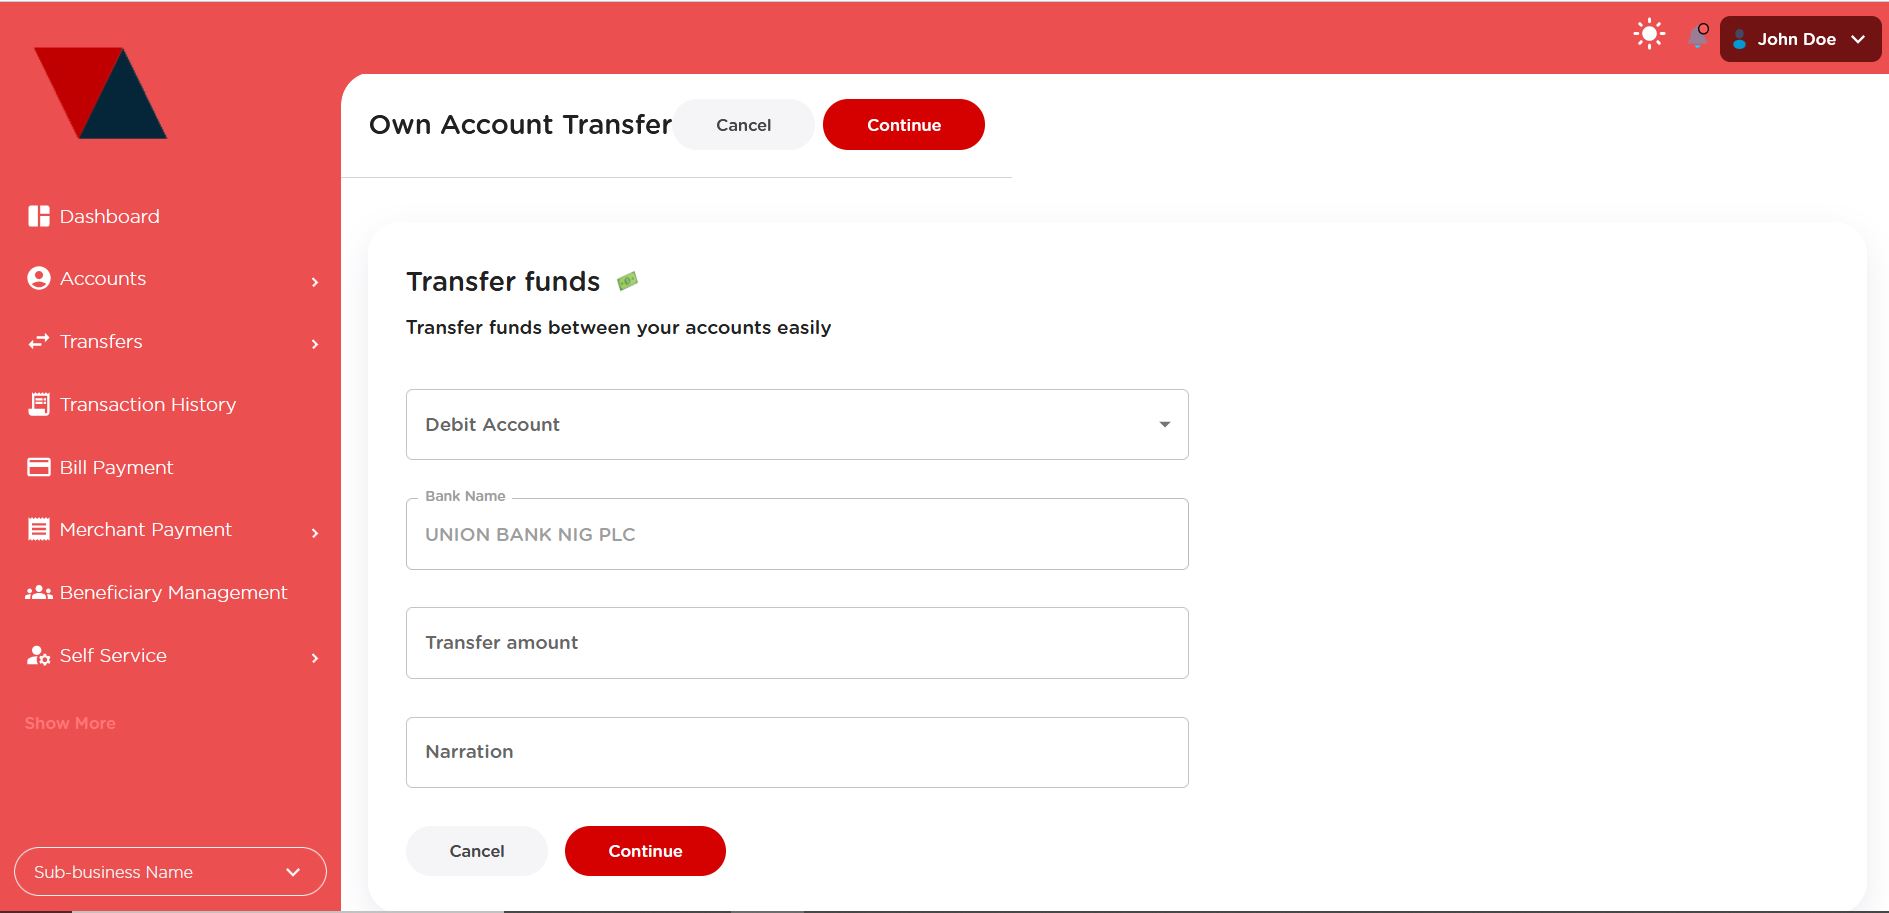 John Doe
Own Account Transfer
Cancel
Continue
Dashboard
Accounts
Transfers
Transaction History
Bill Payment
Merchant Payment
Beneficiary Management
Self Service
Show More
Sub-business Name
Transfer funds
Transfer funds between your accounts easily
Debit Account
Bank Name
UNION BANK NIG PLC
Transfer amount
Narration
Cancel
Continue